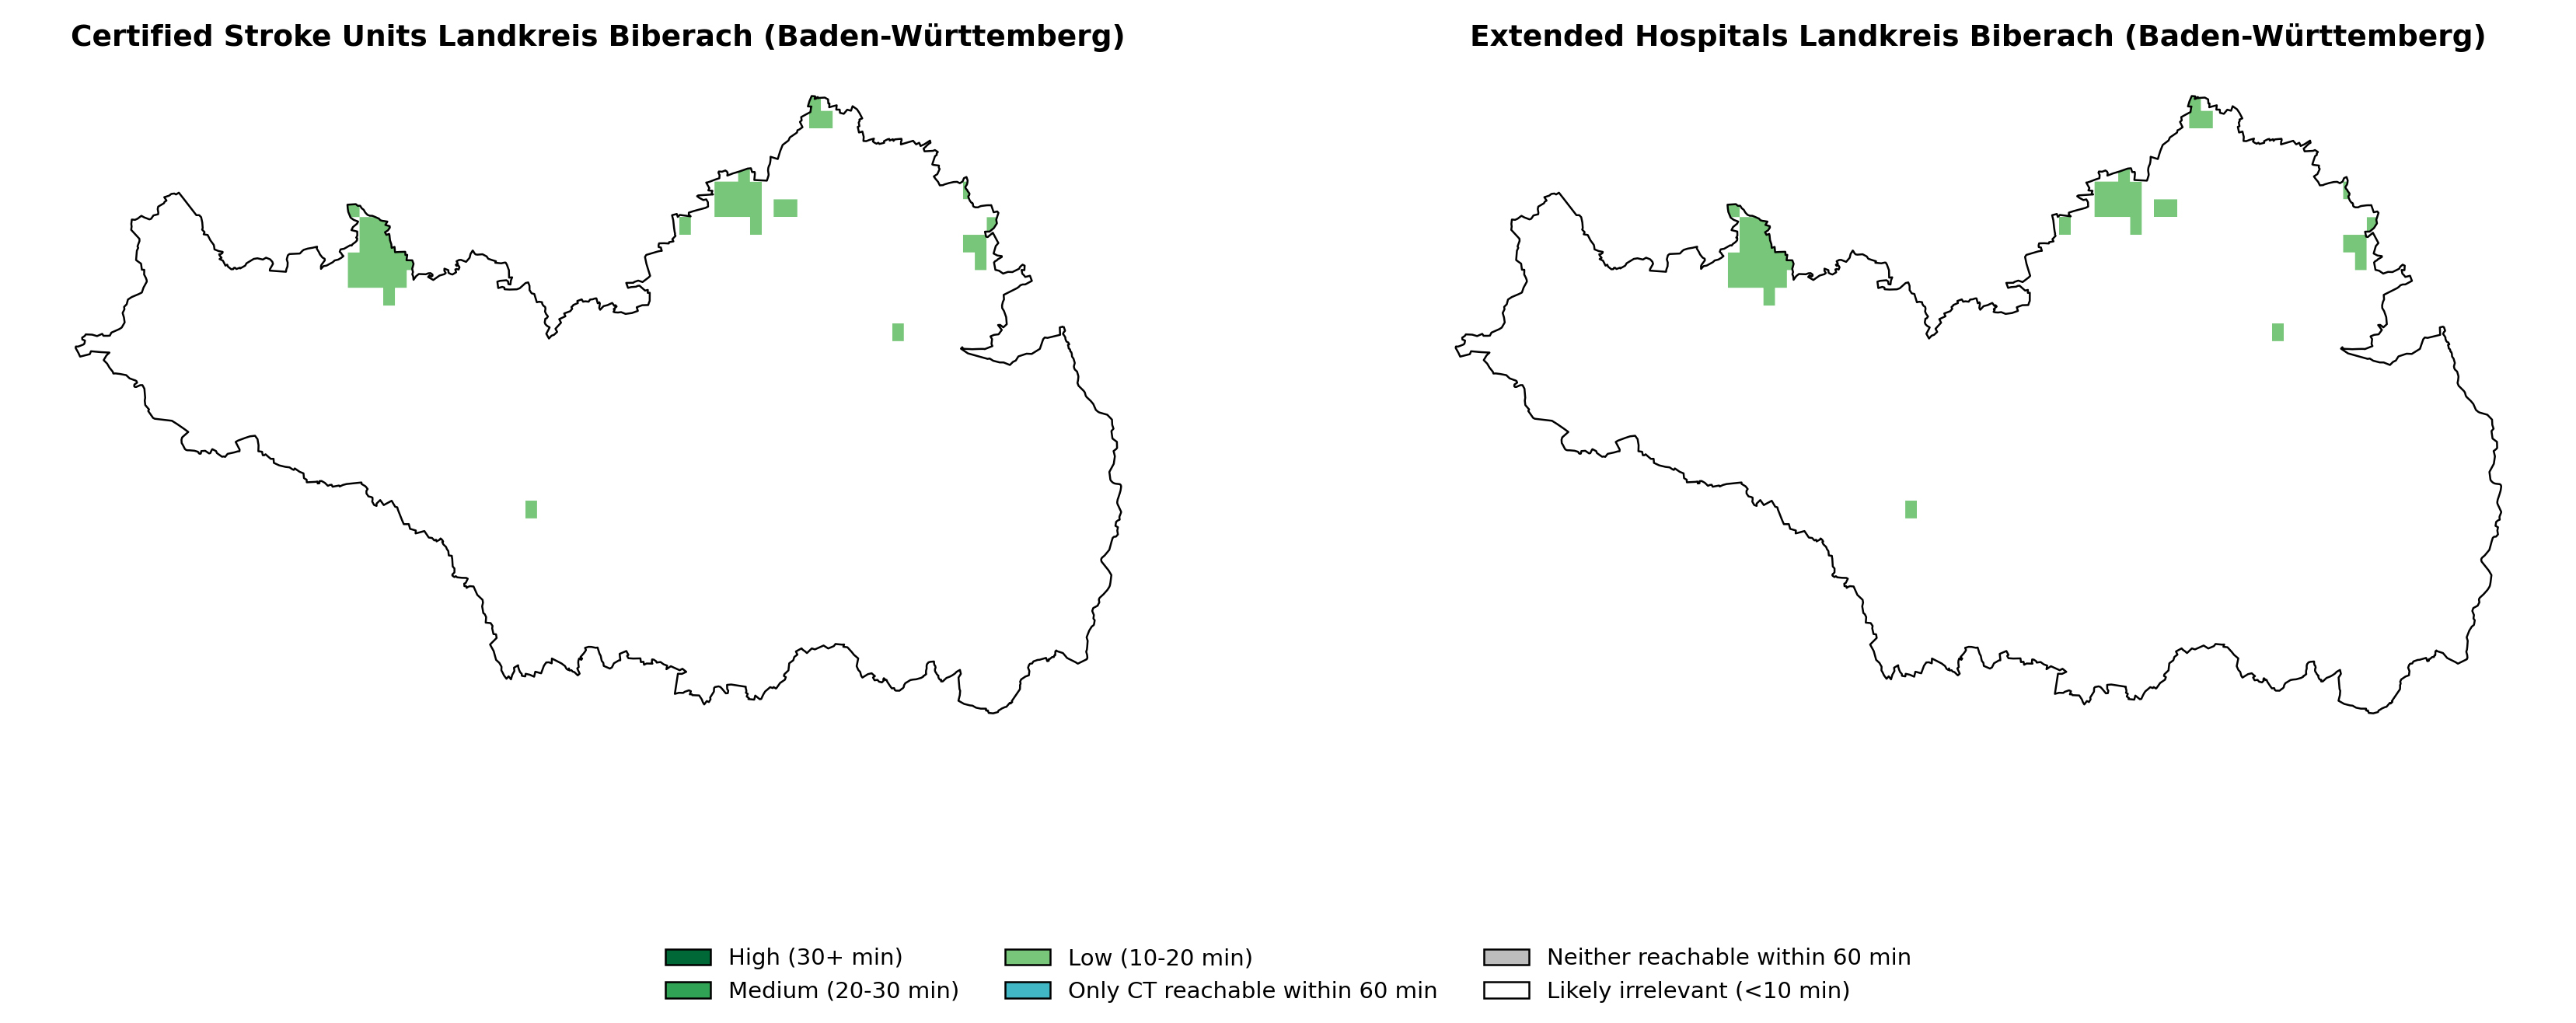 Certified Stroke Units Landkreis Biberach (Baden-Württemberg)
Extended Hospitals Landkreis Biberach (Baden-Württemberg)
High (30+ min)
Medium (20-30 min)
Low (10-20 min)
Only CT reachable within 60 min
Neither reachable within 60 min
Likely irrelevant (<10 min)